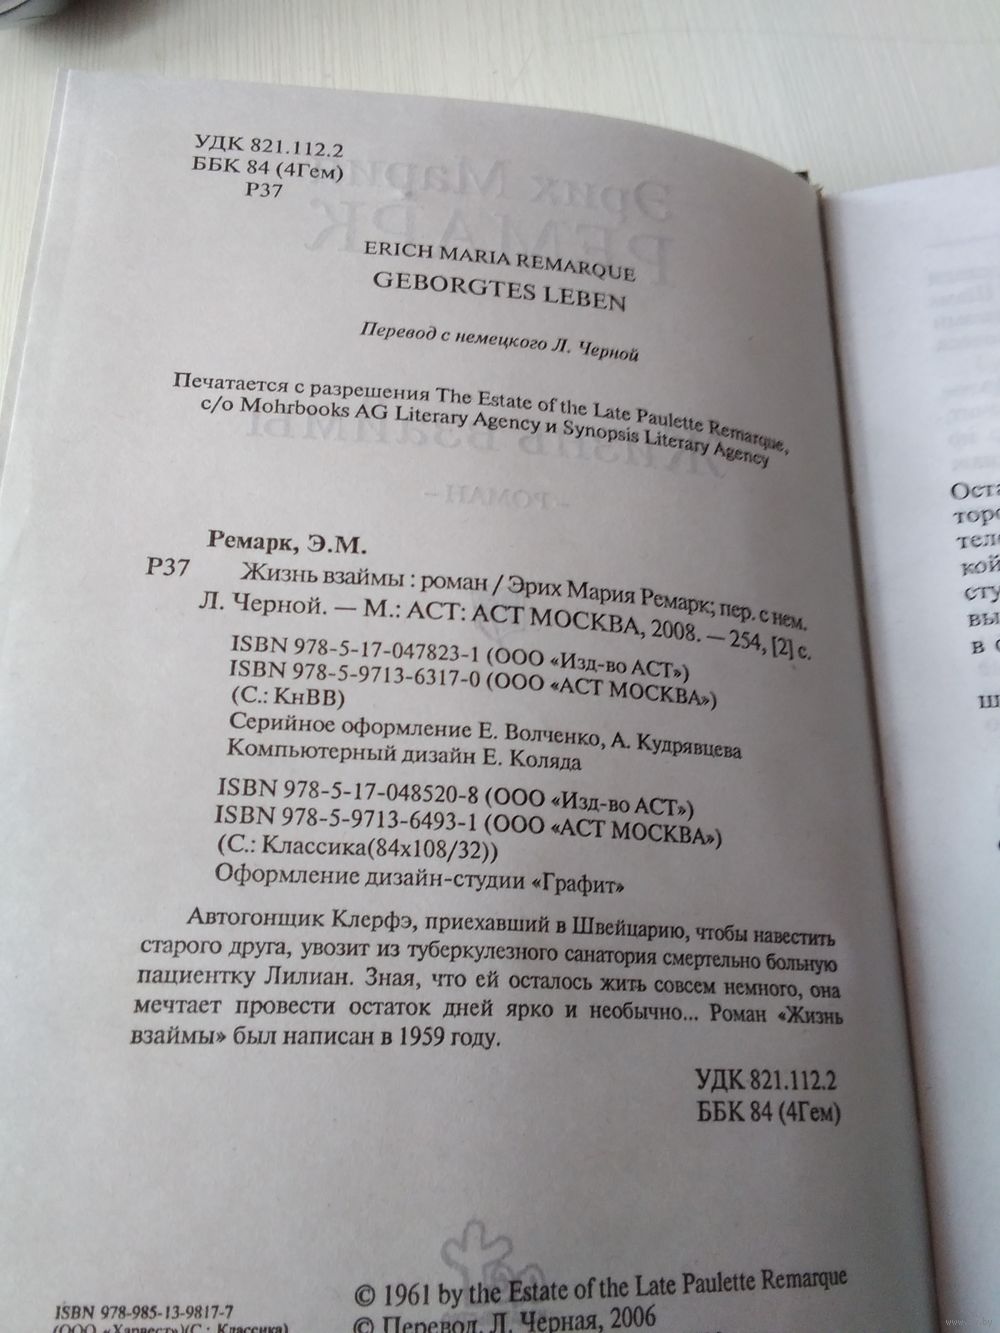 УДК 821.112.2
ББК 84 (4Гем)
Р37
ERICH MARIA REMARQUE
GEBORGTES LEBEN
Перевод с немецкого Л. Черной
Печатается с разрешения The Estate of the Late Paulette Remarque,
c/o Mohrbooks AG Literary Agency и Synopsis Literary Agency
Ремарк, Э.М.
Р37 Жизнь взаймы : роман / Эрих Мария Ремарк; пер. с нем.
Л. Черной. — М.: АСТ: АСТ МОСКВА, 2008. — 254, [2] с.
ISBN 978-5-17-047823-1 (ООО «Изд-во АСТ»)
ISBN 978-5-9713-6317-0 (ООО «АСТ МОСКВА»)
(С.: КнВВ)
Серийное оформление Е. Волченко, А. Кудрявцева
Компьютерный дизайн Е. Коляда
ISBN 978-5-17-048520-8 (ООО «Изд-во АСТ»)
ISBN 978-5-9713-6493-1 (ООО «АСТ МОСКВА»)
(С.: Классика(84х108/32))
Оформление дизайн-студии «Графит»
Автогонщик Клерфэ, приехавший в Швейцарию, чтобы навестить
старого друга, увозит из туберкулезного санатория смертельно больную
пациентку Лилиан. Зная, что ей осталось жить совсем немного, она
мечтает провести остаток дней ярко и необычно... Роман «Жизнь
взаймы» был написан в 1959 году.
УДК 821.112.2
ББК 84 (4Гем)
© 1961 by the Estate of the Late Paulette Remarque
ISBN 978-985-13-9817-7
© Перевод. Л. Черная, 2006
(ООО «Харвест»)(С.: Классика)